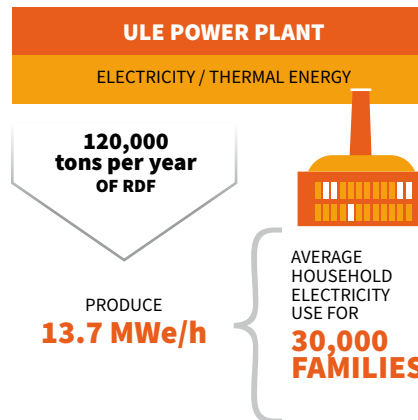 ULE POWER PLANT
ELECTRICITY / THERMAL ENERGY
120,000
tons per year
OF RDF
PRODUCE
13.7 MWe/h
AVERAGE
HOUSEHOLD
ELECTRICITY
USE FOR
30,000
FAMILIES